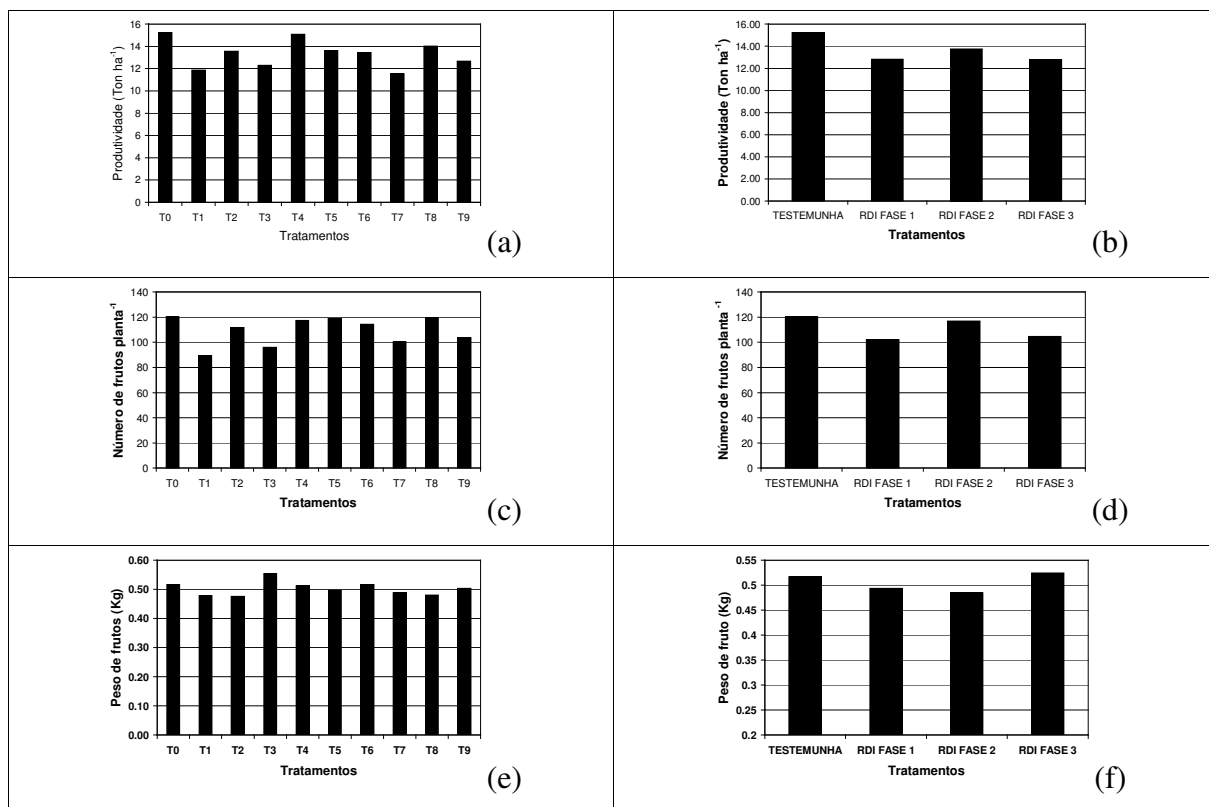 Produtividade (Ton ha-1)
16
14
12
10
8
6
4
2
0
T0 T1 T2 T3 T4 T5 T6 T7 T8 T9
Tratamentos
(a)
Produtividade (Ton ha-1)
16.00
14.00
12.00
10.00
8.00
6.00
4.00
2.00
0.00
TESTEMUNHA RDI FASE 1 RDI FASE 2 RDI FASE 3
Tratamentos
(b)
Número de frutos planta-1
140
120
100
80
60
40
20
0
T0 T1 T2 T3 T4 T5 T6 T7 T8 T9
Tratamentos
(c)
Número de frutos planta -1
140
120
100
80
60
40
20
0
TESTEMUNHA RDI FASE 1 RDI FASE 2 RDI FASE 3
Tratamentos
(d)
Peso de frutos (Kg)
0.60
0.50
0.40
0.30
0.20
0.10
0.00
T0 T1 T2 T3 T4 T5 T6 T7 T8 T9
Tratamentos
(e)
Peso de fruto (Kg)
0.55
0.5
0.45
0.4
0.35
0.3
0.25
0.2
TESTEMUNHA RDI FASE 1 RDI FASE 2 RDI FASE 3
Tratamentos
(f)